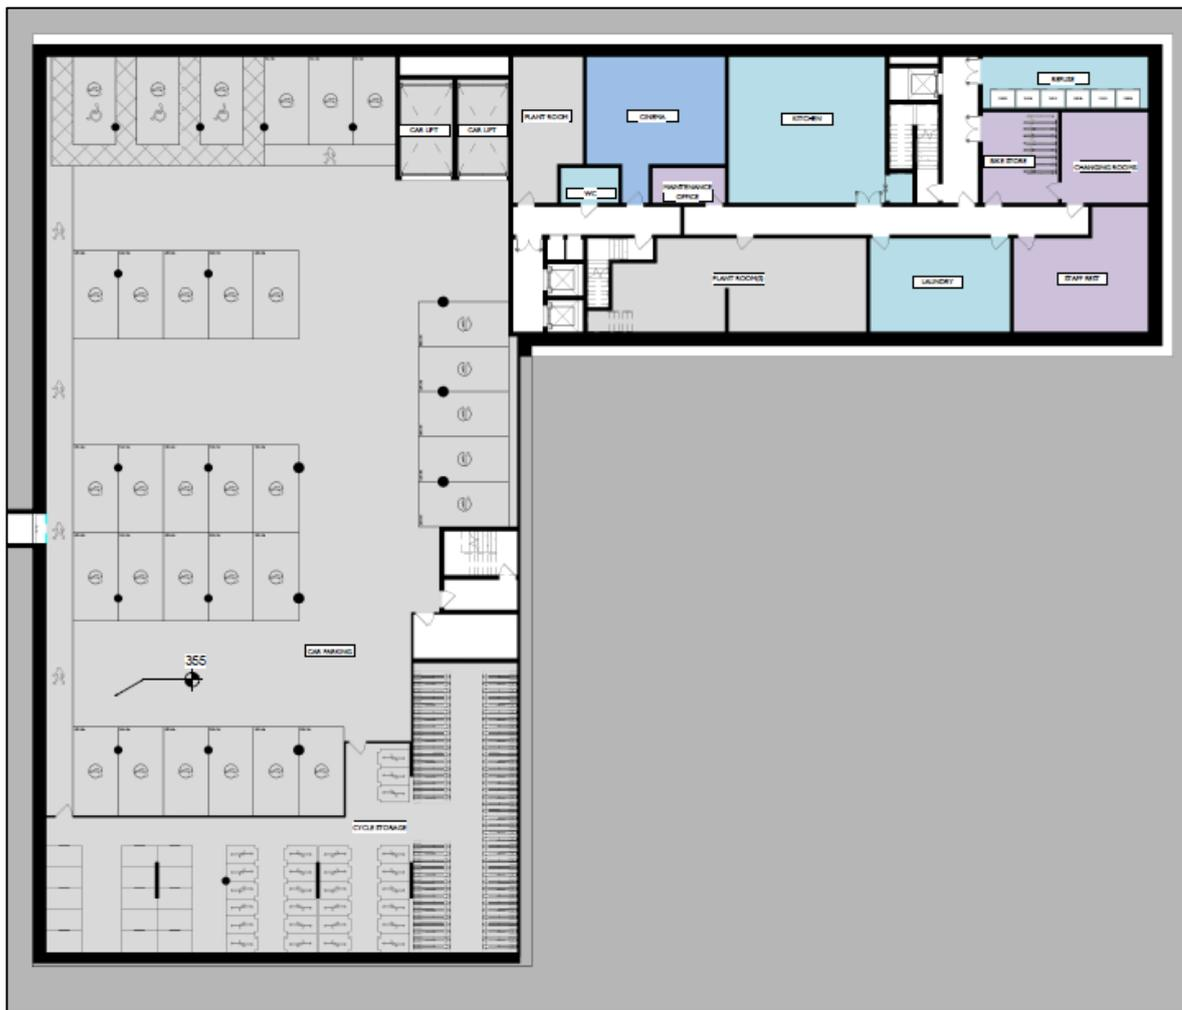 REFUSE
CAR LIFT
CAR LIFT
PLANT ROOM
CINEMA
KITCHEN
BIKE STORE
CHANGING ROOMS
WC
MAINTENANCE
OFFICE
PLANT ROOM(S)
LAUNDRY
STAFF REST
CAR PARKING
355
CYCLE STORAGE